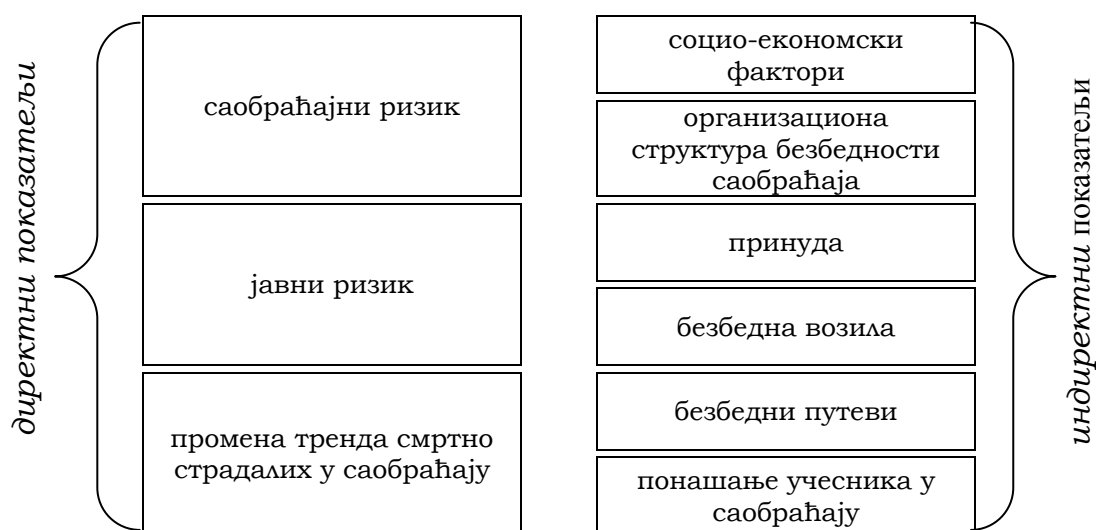 директни показатељи
саобраћајни ризик
јавни ризик
промена тренда смртно
страдалих у саобраћају
социо-економски
фактори
организациона
структура безбедности
саобраћаја
принуда
безбедна возила
безбедни путеви
понашање учесника у
саобраћају
индиректни показатељи